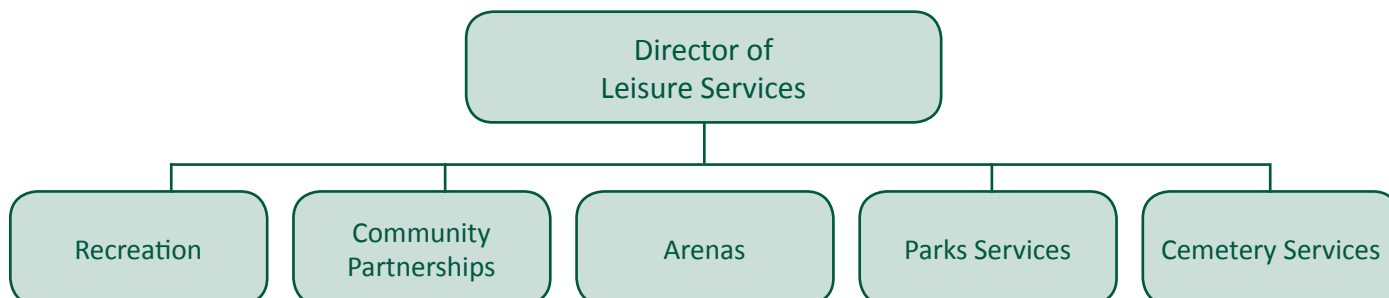 Director of
Leisure Services
Recreation
Community
Partnerships
Arenas
Parks Services
Cemetery Services